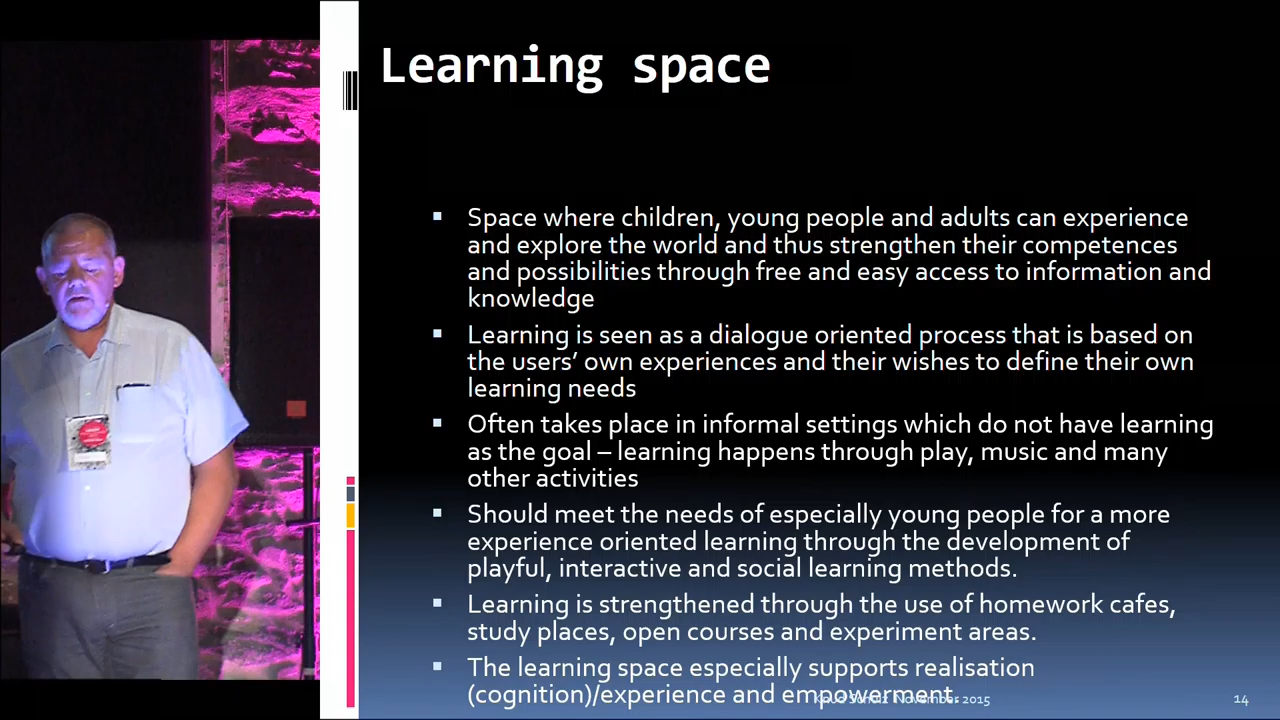 Learning space
Space where children, young people and adults can experience
and explore the world and thus strengthen their competences
and possibilities through free and easy access to information and
knowledge
Learning is seen as a dialogue oriented process that is based on
the users’ own experiences and their wishes to define their own
learning needs
Often takes place in informal settings which do not have learning
as the goal – learning happens through play, music and many
other activities
Should meet the needs of especially young people for a more
experience oriented learning through the development of
playful, interactive and social learning methods.
Learning is strengthened through the use of homework cafes,
study places, open courses and experiment areas.
The learning space especially supports realisation
(cognition)/experience and empowerment.
November 2015
14